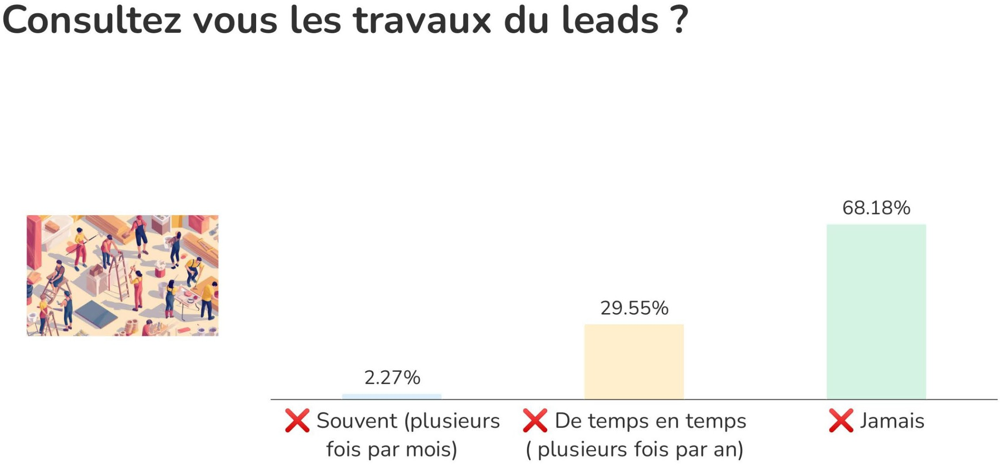 Consultez vous les travaux du leads ?
68.18%
29.55%
2.27%
❌ Souvent (plusieurs
fois par mois)
❌ De temps en temps
( plusieurs fois par an)
❌ Jamais